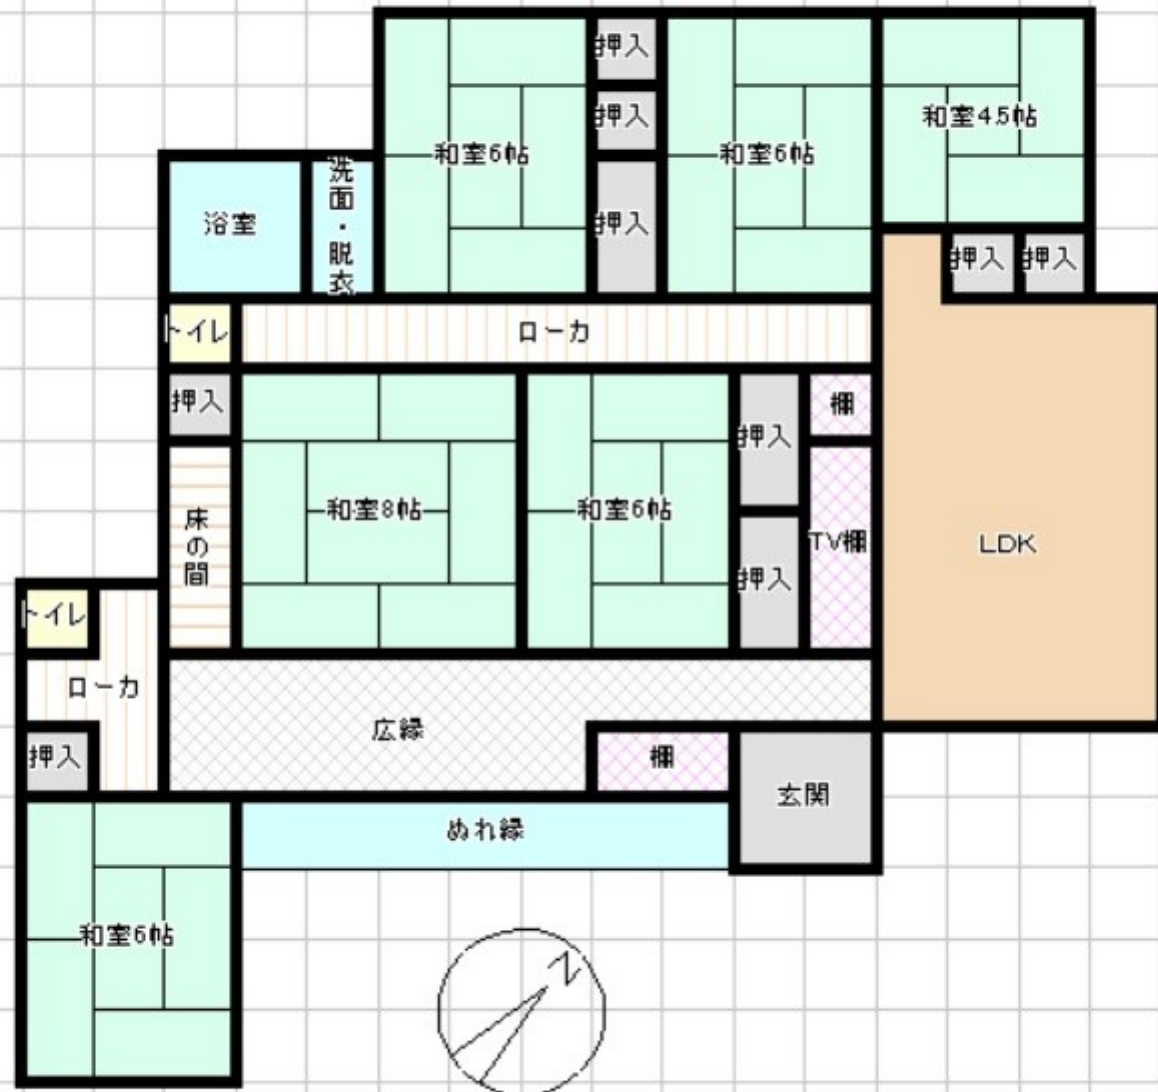 押入
押入
和室4.5帖
和室6帖
和室6帖
洗面・脱衣
浴室
押入
押入
押入
トイレ
ローカ
押入
棚
押入
和室8帖
和室6帖
床の間
TV棚
LDK
押入
トイレ
ローカ
広縁
押入
棚
玄関
ぬれ縁
和室6帖
N